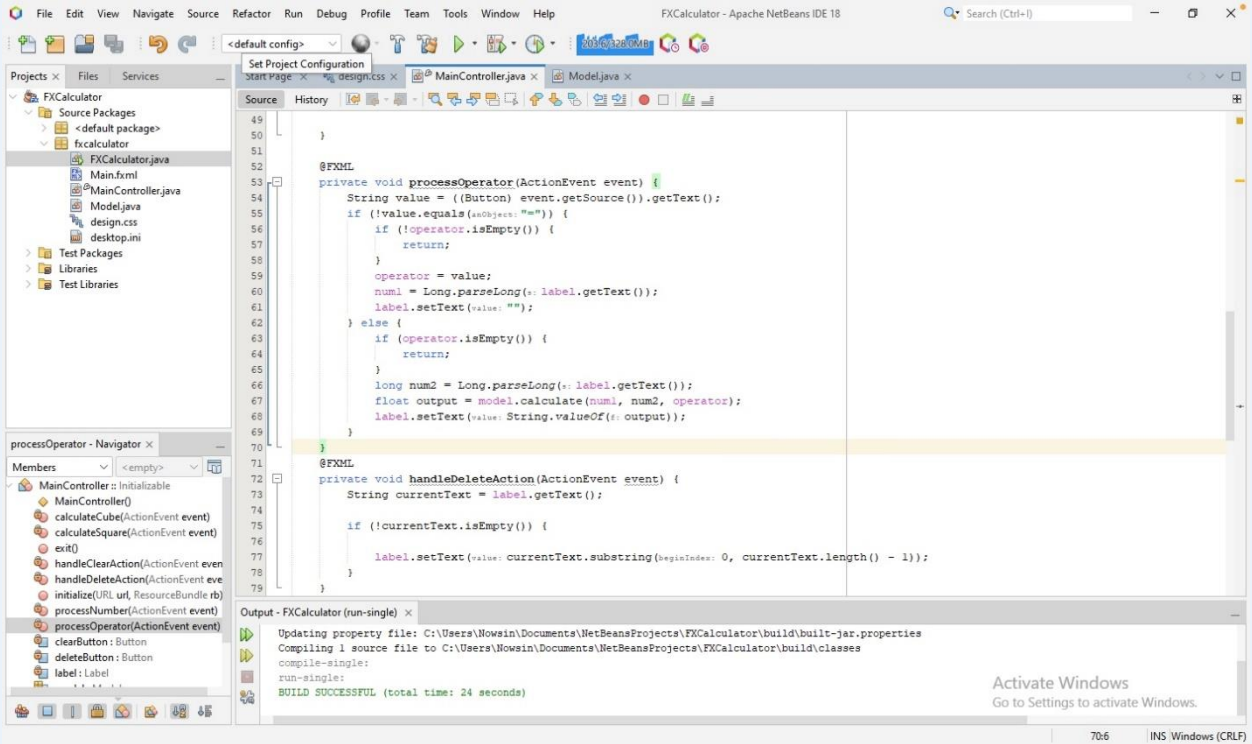 File Edit View Navigate Source Refactor Run Debug Profile Team Tools Window Help FXCalculator - Apache NetBeans IDE 18 Search (Ctrl+I)
<default config> 203.6/328.0MB
Set Project Configuration
Projects Files Services
Start Page design.css MainController.java Model.java
FXCalculator
Source Packages
<default package>
fxcalculator
FXCalculator.java
Main.fxml
MainController.java
Model.java
design.css
desktop.ini
Test Packages
Libraries
Test Libraries
Source History
49
50 }
51
52 @FXML
53 private void processOperator(ActionEvent event) {
54 String value = ((Button) event.getSource()).getText();
55 if (!value.equals(anObject: "=")) {
56 if (!operator.isEmpty()) {
57 return;
58 }
59 operator = value;
60 num1 = Long.parseLong(s: label.getText());
61 label.setText(value: "");
62 } else {
63 if (operator.isEmpty()) {
64 return;
65 }
66 long num2 = Long.parseLong(s: label.getText());
67 float output = model.calculate(num1, num2, operator);
68 label.setText(value: String.valueOf(f: output));
69 }
70 }
71 @FXML
72 private void handleDeleteAction(ActionEvent event) {
73 String currentText = label.getText();
74
75 if (!currentText.isEmpty()) {
76
77 label.setText(value: currentText.substring(beginIndex: 0, currentText.length() - 1));
78 }
79 }
processOperator - Navigator
Members <empty>
MainController :: Initializable
MainController()
calculateCube(ActionEvent event)
calculateSquare(ActionEvent event)
exit()
handleClearAction(ActionEvent even
handleDeleteAction(ActionEvent eve
initialize(URL url, ResourceBundle rb)
processNumber(ActionEvent event)
processOperator(ActionEvent event)
clearButton : Button
deleteButton : Button
label : Label
Output - FXCalculator (run-single)
Updating property file: C:\Users\Nowsin\Documents\NetBeansProjects\FXCalculator\build\built-jar.properties
Compiling 1 source file to C:\Users\Nowsin\Documents\NetBeansProjects\FXCalculator\build\classes
compile-single:
run-single:
BUILD SUCCESSFUL (total time: 24 seconds)
Activate Windows
Go to Settings to activate Windows.
70:6 INS Windows (CRLF)